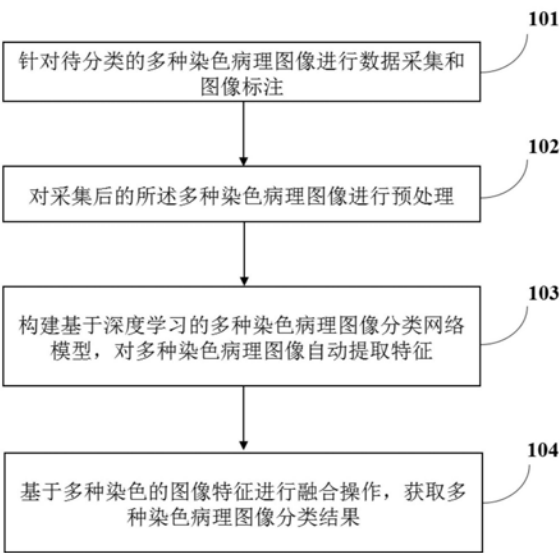 101
针对待分类的多种染色病理图像进行数据采集和
图像标注
102
对采集后的所述多种染色病理图像进行预处理
103
构建基于深度学习的多种染色病理图像分类网络
模型，对多种染色病理图像自动提取特征
104
基于多种染色的图像特征进行融合操作，获取多
种染色病理图像分类结果